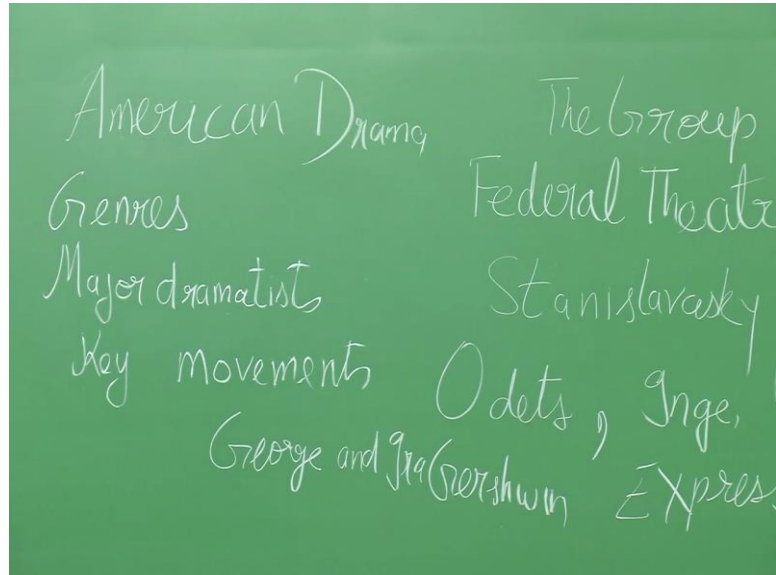 American Drama
Genres
Major dramatists
Key movements
George and Ira Gershwin
The Group
Federal Theatr
Stanislavasky
Odets, Inge,
Expres